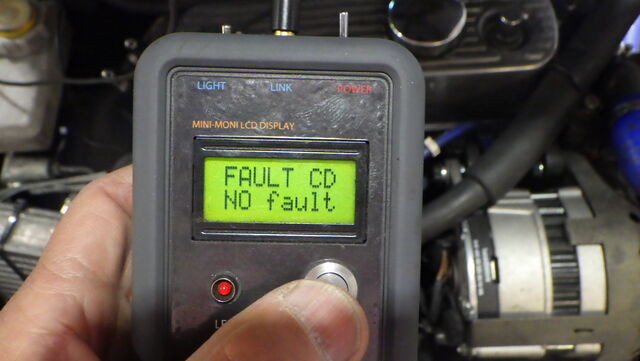 LIGHT LINK POWER
MINI-MONI LCD DISPLAY
FAULT CD
NO fault